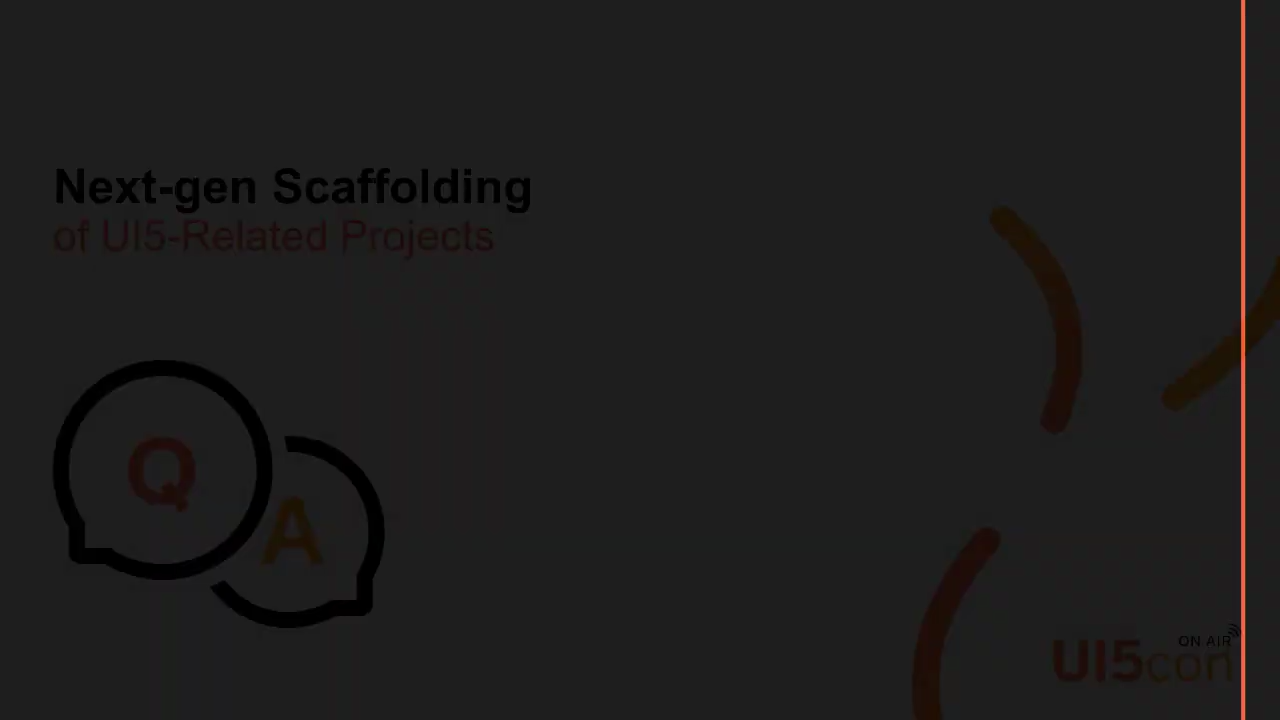 Next-gen Scaffolding
of UI5-Related Projects
Q
A
ON AIR
UI5con